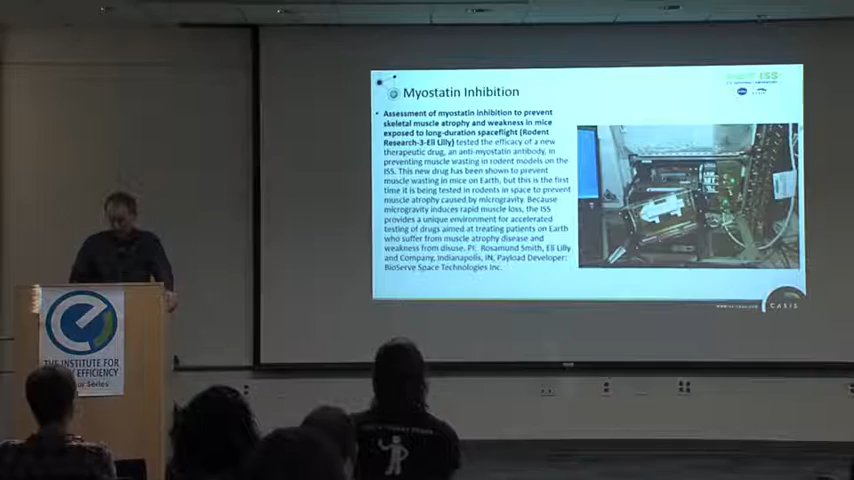 Myostatin Inhibition
• Assessment of myostatin inhibition to prevent
skeletal muscle atrophy and weakness in mice
exposed to long-duration spaceflight (Rodent
Research-3-Eli Lilly) tested the efficacy of a new
therapeutic drug, an anti-myostatin antibody, in
preventing muscle wasting in rodent models on the
ISS. This new drug has been shown to prevent
muscle wasting in mice on Earth, but this is the first
time it is being tested in rodents in space to prevent
muscle atrophy caused by microgravity. Because
microgravity induces rapid muscle loss, the ISS
provides a unique environment for accelerated
testing of drugs aimed at treating patients on Earth
who suffer from muscle atrophy disease and
weakness from disuse. PI: Rosamund Smith, Eli Lilly
and Company, Indianapolis, IN, Payload Developer:
BioServe Space Technologies Inc.
ISS
CASIS
THE INSTITUTE FOR
EFFICIENCY
Series